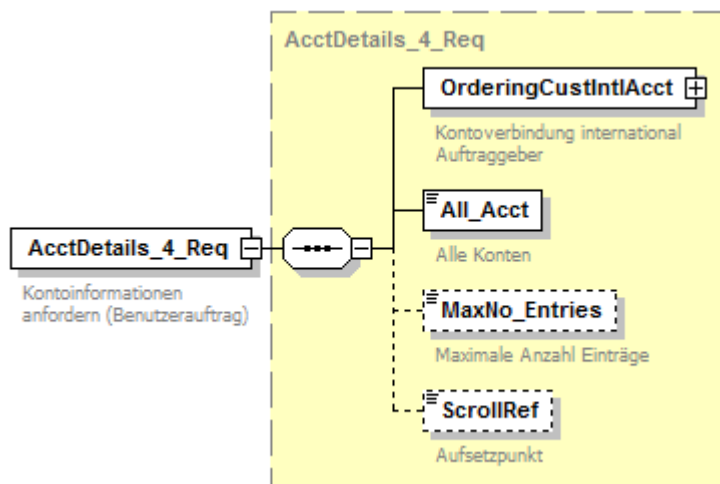 AcctDetails_4_Req
OrderingCustIntlAcct
Kontoverbindung international
Auftraggeber
All_Acct
Alle Konten
AcctDetails_4_Req
Kontoinformationen
anfordern (Benutzerauftrag)
MaxNo_Entries
Maximale Anzahl Einträge
ScrollRef
Aufsetzpunkt